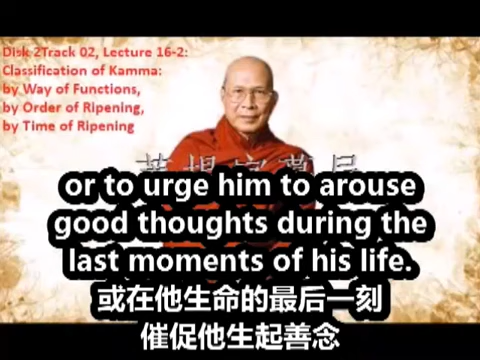 Disk 2Track 02, Lecture 16-2:
Classification of Kamma:
by Way of Functions,
by Order of Ripening,
by Time of Ripening
or to urge him to arouse
good thoughts during the
last moments of his life.
或在他生命的最后一刻
催促他生起善念